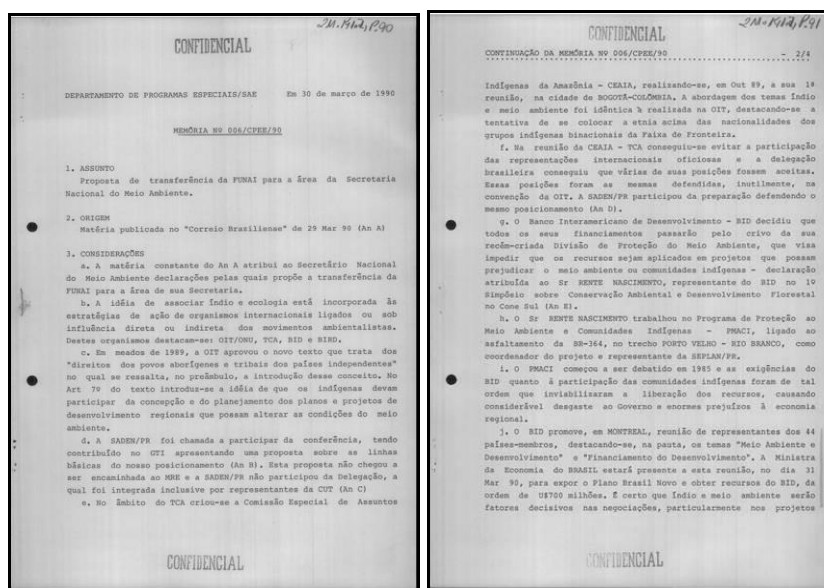 2M.K4d2, P.90
CONFIDENCIAL
DEPARTAMENTO DE PROGRAMAS ESPECIAIS/SAE Em 30 de março de 1990
MEMÓRIA Nº 006/CPEE/90
1. ASSUNTO
Proposta de transferência da FUNAI para a área da Secretaria
Nacional do Meio Ambiente.
2. ORIGEM
Matéria publicada no "Correio Braziliense" de 29 Mar 90 (An A)
3. CONSIDERAÇÕES
a. A matéria constante do An A atribui ao Secretário Nacional
do Meio Ambiente declarações pelas quais propõe a transferência da
FUNAI para a área de sua Secretaria.
b. A idéia de associar Índio e ecologia está incorporada às
estratégias de ação de organismos internacionais ligados ou sob
influência direta ou indireta dos movimentos ambientalistas.
Destes organismos destacam-se: OIT/ONU, TCA, BID e BIRD.
c. Em meados de 1989, a OIT aprovou o novo texto que trata dos
"direitos dos povos aborígenes e tribais dos países independentes"
no qual se ressalta, no preâmbulo, a introdução desse conceito. No
Art 7º do texto introduz-se a idéia de que os indígenas devam
participar da concepção e do planejamento dos planos e projetos de
desenvolvimento regionais que possam alterar as condições do meio
ambiente.
d. A SADEN/PR foi chamada a participar da conferência, tendo
contribuído no GTI apresentando uma proposta sobre as linhas
básicas do nosso posicionamento (An B). Esta proposta não chegou a
ser encaminhada ao MRE e a SADEN/PR não participou da Delegação, a
qual foi integrada inclusive por representantes da CUT (An C)
e. No âmbito do TCA criou-se a Comissão Especial de Assuntos
CONFIDENCIAL
P.91
CONFIDENCIAL
CONTINUAÇÃO DA MEMÓRIA Nº 006/CPEE/90 - 2/4
Indígenas da Amazônia - CEAIA, realizando-se, em Out 89, a sua 1ª
reunião, na cidade de BOGOTÁ-COLÔMBIA. A abordagem dos temas Índio
e meio ambiente foi idêntica à realizada na OIT, destacando-se a
tentativa de se colocar a etnia acima das nacionalidades dos
grupos indígenas binacionais da Faixa de Fronteira.
f. Na reunião da CEAIA - TCA conseguiu-se evitar a participação
das representações internacionais oficiosas e a delegação
brasileira conseguiu que várias de suas posições fossem aceitas.
Essas posições foram as mesmas defendidas, inutilmente, na
convenção da OIT. A SADEN/PR participou da preparação defendendo o
mesmo posicionamento (An D).
g. O Banco Interamericano de Desenvolvimento - BID decidiu que
todos os seus financiamentos passarão pelo crivo da sua
recém-criada Divisão de Proteção do Meio Ambiente, que visa
impedir que os recursos sejam aplicados em projetos que possam
prejudicar o meio ambiente ou comunidades indígenas - declaração
atribuída ao Sr RENTE NASCIMENTO, representante do BID no 1º
Simpósio sobre Conservação Ambiental e Desenvolvimento Florestal
no Cone Sul (An E).
h. O Sr RENTE NASCIMENTO trabalhou no Programa de Proteção ao
Meio Ambiente e Comunidades Indígenas - PMACI, ligado ao
asfaltamento da BR-364, no trecho PORTO VELHO - RIO BRANCO, como
coordenador do projeto e representante da SEPLAN/PR.
i. O PMACI começou a ser debatido em 1985 e as exigências do
BID quanto à participação das comunidades indígenas foram de tal
ordem que inviabilizaram a liberação dos recursos, causando
considerável desgaste ao Governo e enormes prejuízos à economia
regional.
j. O BID promove, em MONTREAL, reunião de representantes dos 44
países-membros, destacando-se, na pauta, os temas "Meio Ambiente e
Desenvolvimento" e "Financiamento do Desenvolvimento". A Ministra
da Economia do BRASIL estará presente a esta reunião, no dia 31
Mar 90, para expor o Plano Brasil Novo e obter recursos do BID, da
ordem de U$700 milhões. É certo que Índio e meio ambiente serão
fatores decisivos nas negociações, particularmente nos projetos
CONFIDENCIAL